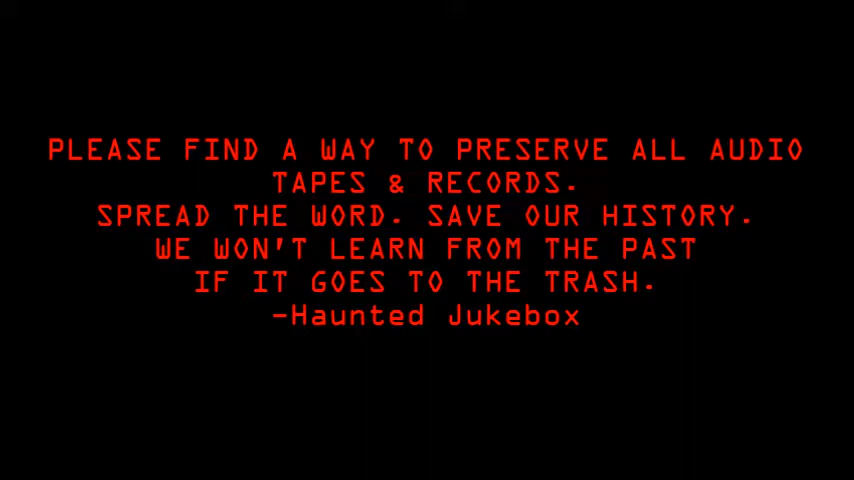 PLEASE FIND A WAY TO PRESERVE ALL AUDIO
TAPES & RECORDS.
SPREAD THE WORD. SAVE OUR HISTORY.
WE WON'T LEARN FROM THE PAST
IF IT GOES TO THE TRASH.
-Haunted Jukebox